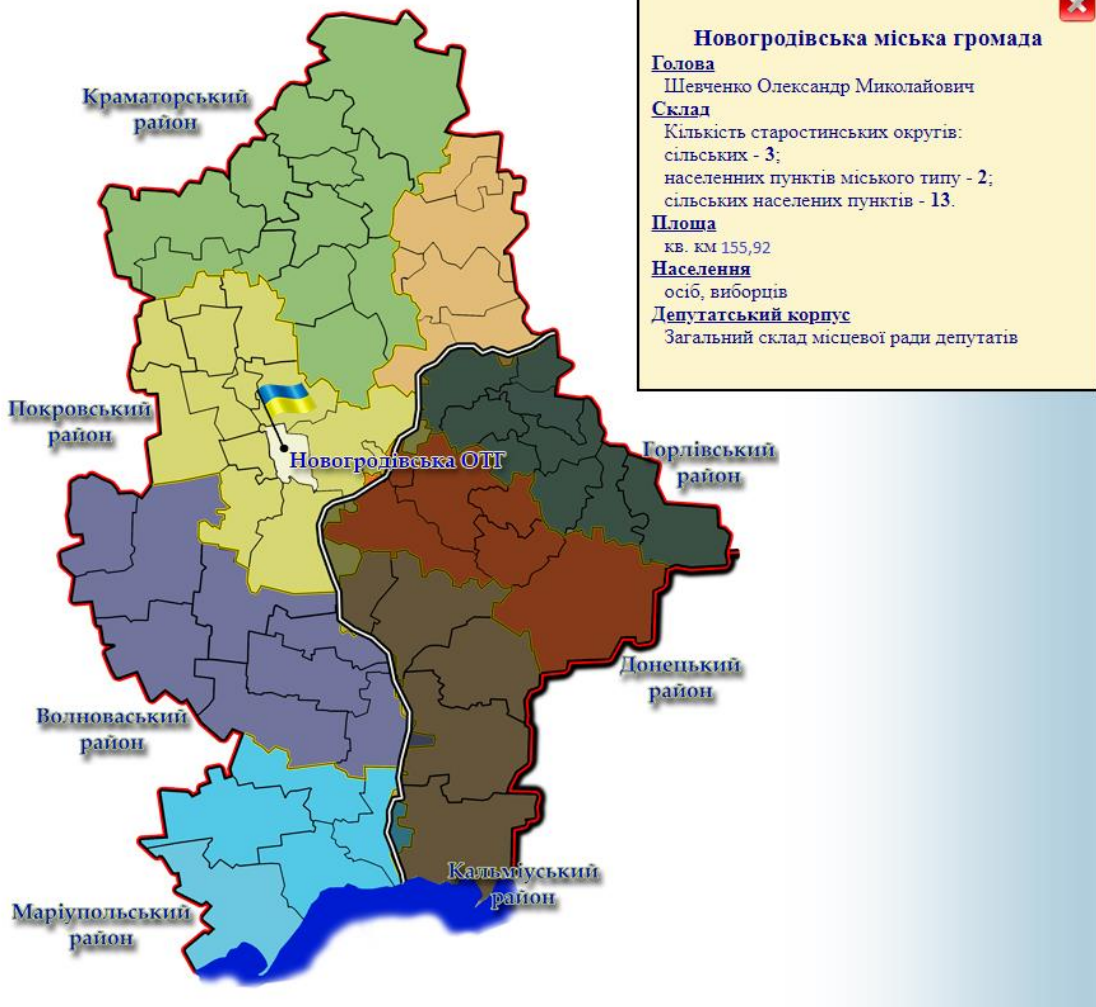 Новогродівська міська громада
Голова
Шевченко Олександр Миколайович
Склад
Кількість старостинських округів:
сільських - 3;
населенних пунктів міського типу - 2;
сільських населених пунктів - 13.
Площа
кв. км 155,92
Населення
осіб, виборців
Депутатський корпус
Загальний склад місцевої ради депутатів
Краматорський
район
Покровський
район
Новогродівська ОТГ
Горлівський
район
Донецький
район
Волноваський
район
Кальміуський
район
Маріупольський
район